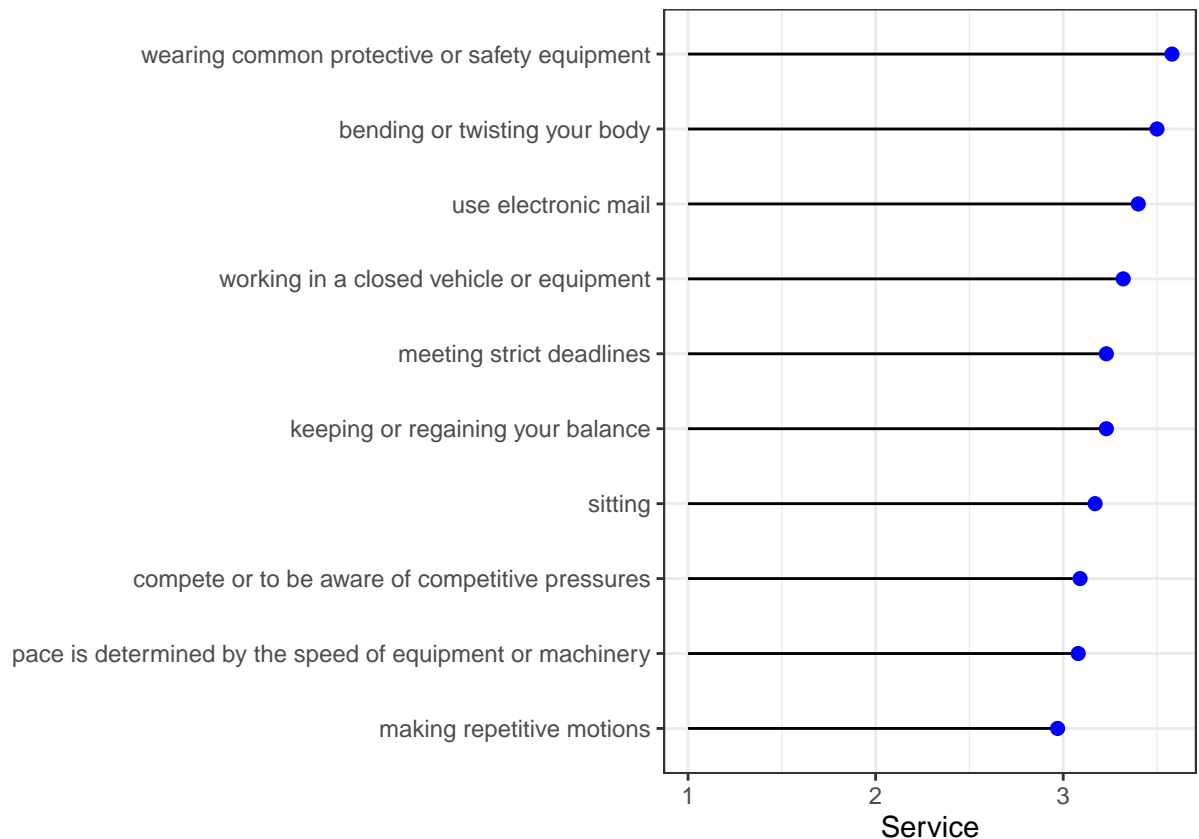 wearing common protective or safety equipment
bending or twisting your body
use electronic mail
working in a closed vehicle or equipment
meeting strict deadlines
keeping or regaining your balance
sitting
compete or to be aware of competitive pressures
pace is determined by the speed of equipment or machinery
making repetitive motions
1 2 3
Service